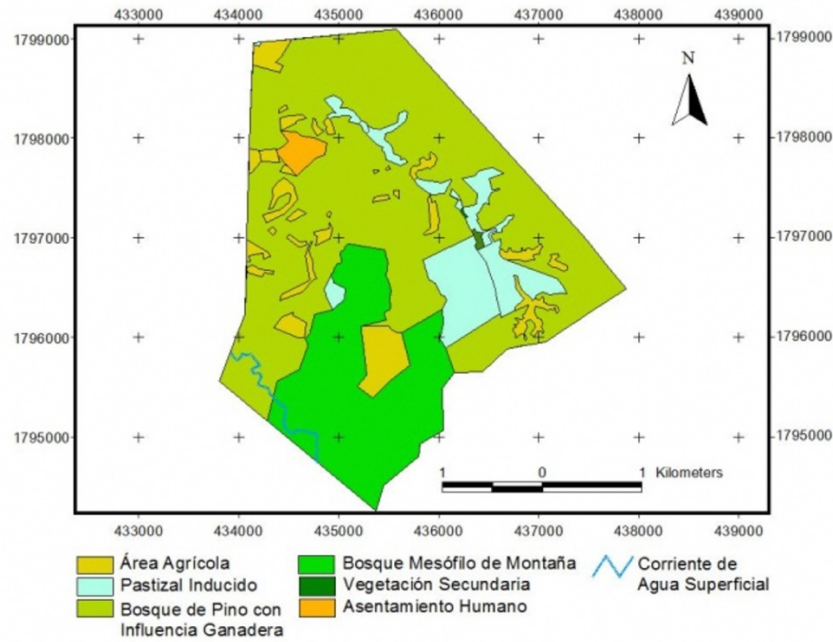 433000 434000 435000 436000 437000 438000 439000
1799000 1799000
N
1798000 1798000
1797000 1797000
1796000 1796000
1795000 1795000
1 0 1 Kilometers
433000 434000 435000 436000 437000 438000 439000
Área Agrícola
Pastizal Inducido
Bosque de Pino con
Influencia Ganadera
Bosque Mesófilo de Montaña
Vegetación Secundaria
Asentamiento Humano
Corriente de
Agua Superficial